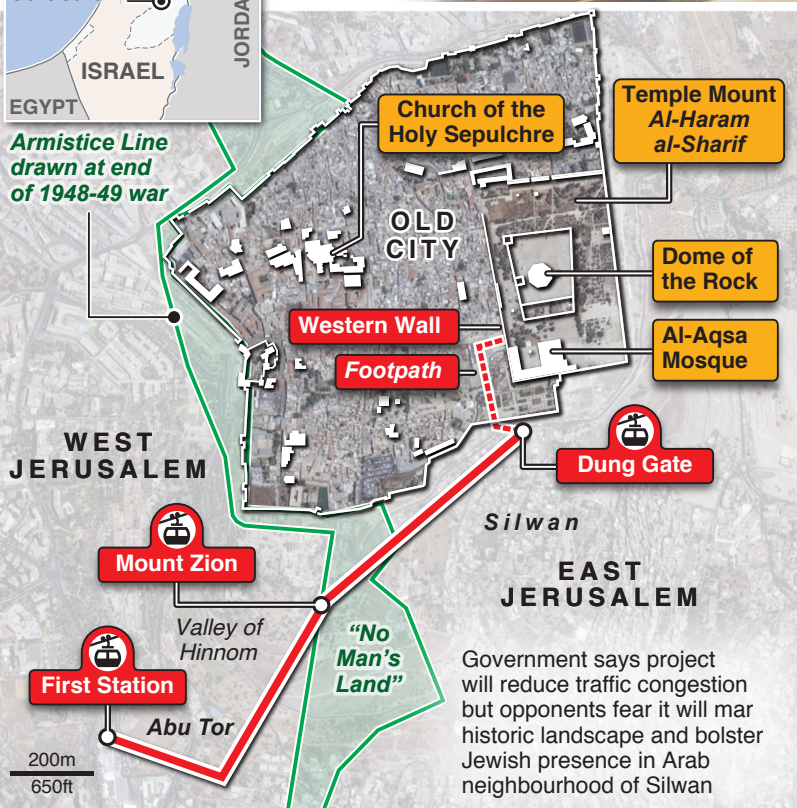 JORDA
ISRAEL
EGYPT
Armistice Line
drawn at end
of 1948-49 war
Church of the
Holy Sepulchre
Temple Mount
Al-Haram
al-Sharif
OLD
CITY
Dome of
the Rock
Western Wall
Al-Aqsa
Mosque
Footpath
WEST
JERUSALEM
Dung Gate
Silwan
Mount Zion
EAST
JERUSALEM
Valley of
Hinnom
"No
Man's
Land"
First Station
Abu Tor
200m
650ft
Government says project
will reduce traffic congestion
but opponents fear it will mar
historic landscape and bolster
Jewish presence in Arab
neighbourhood of Silwan